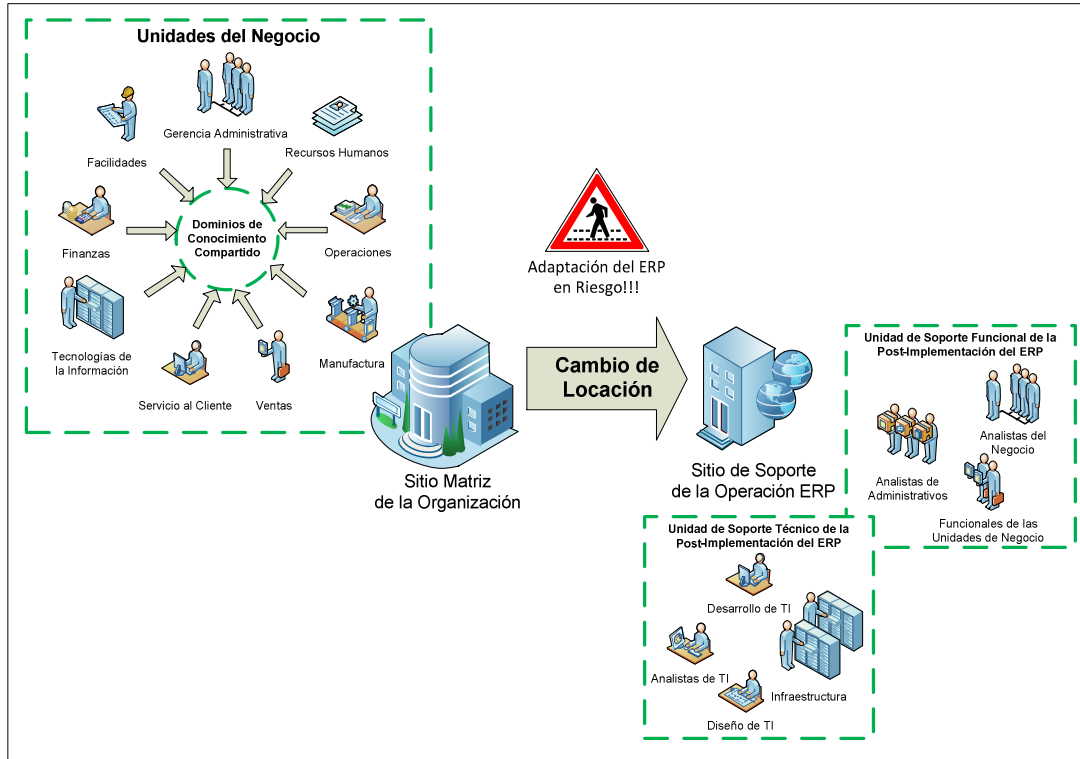 Unidades del Negocio
Gerencia Administrativa
Facilidades
Recursos Humanos
Finanzas
Dominios de
Conocimiento
Compartido
Operaciones
Tecnologías de
la Información
Manufactura
Servicio al Cliente
Ventas
Sitio Matriz
de la Organización
Adaptación del ERP
en Riesgo!!!
Cambio de
Locación
Sitio de Soporte
de la Operación ERP
Unidad de Soporte Funcional de la
Post-Implementación del ERP
Analistas del
Negocio
Analistas de
Administrativos
Funcionales de las
Unidades de Negocio
Unidad de Soporte Técnico de la
Post-Implementación del ERP
Desarrollo de TI
Analistas de TI
Infraestructura
Diseño de TI